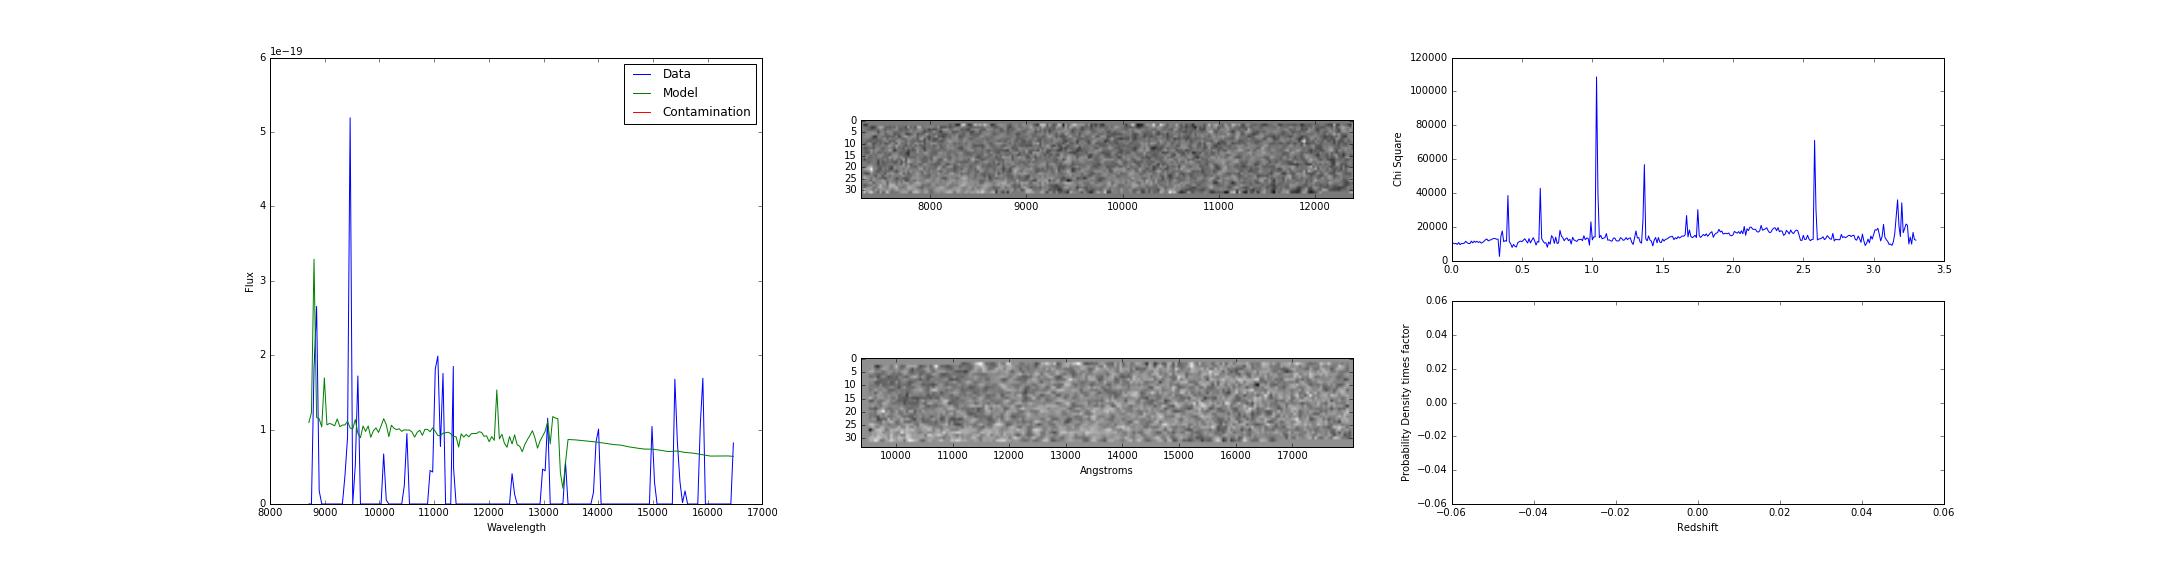 1e−19
6
5
4
3
2
1
0
Flux
8000 9000 10000 11000 12000 13000 14000 15000 16000 17000
Wavelength
Data
Model
Contamination
0
5
10
15
20
25
30
8000 9000 10000 11000 12000
0
5
10
15
20
25
30
10000 11000 12000 13000 14000 15000 16000 17000
Angstroms
120000
100000
80000
60000
40000
20000
0
Chi Square
0.0 0.5 1.0 1.5 2.0 2.5 3.0 3.5
0.06
0.04
0.02
0.00
−0.02
−0.04
−0.06
Probability Density times factor
−0.06 −0.04 −0.02 0.00 0.02 0.04 0.06
Redshift